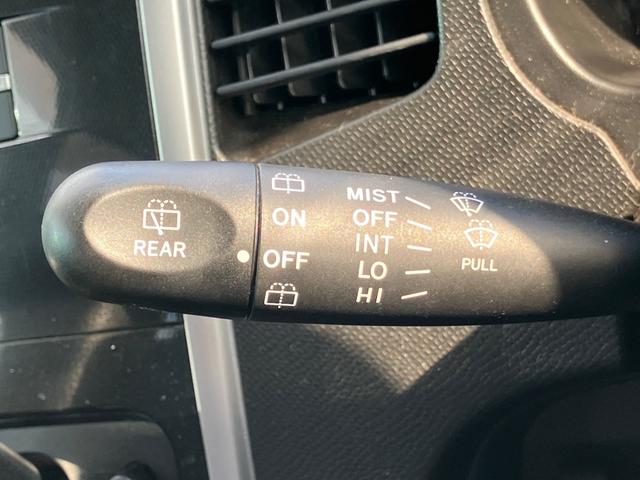 REAR
ON
OFF
MIST
OFF
INT
LO
HI
PULL